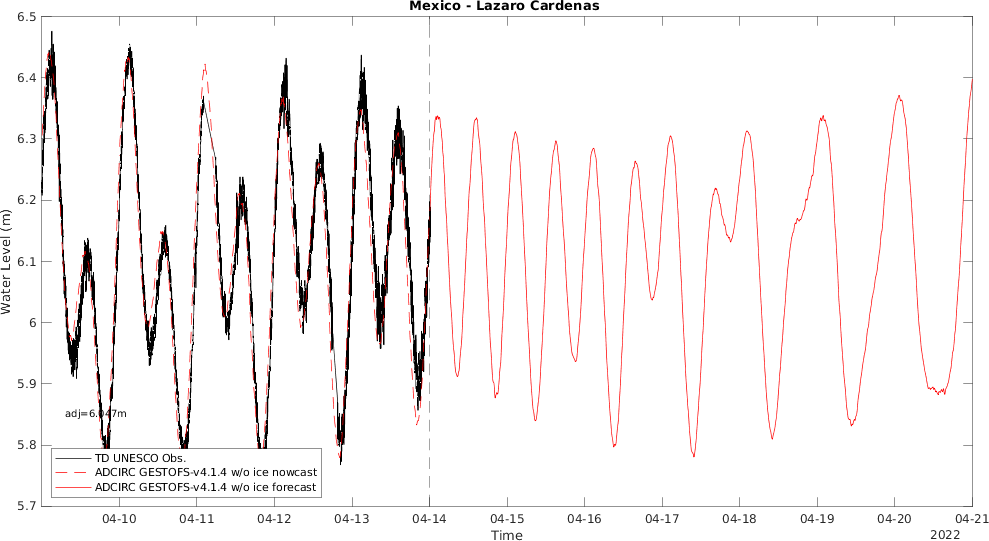 Mexico - Lazaro Cardenas
Water Level (m)
6.5
6.4
6.3
6.2
6.1
6
5.9
5.8
5.7
adj=6.047m
TD UNESCO Obs.
ADCIRC GESTOFS-v4.1.4 w/o ice nowcast
ADCIRC GESTOFS-v4.1.4 w/o ice forecast
04-10 04-11 04-12 04-13 04-14 04-15 04-16 04-17 04-18 04-19 04-20 04-21
Time
2022